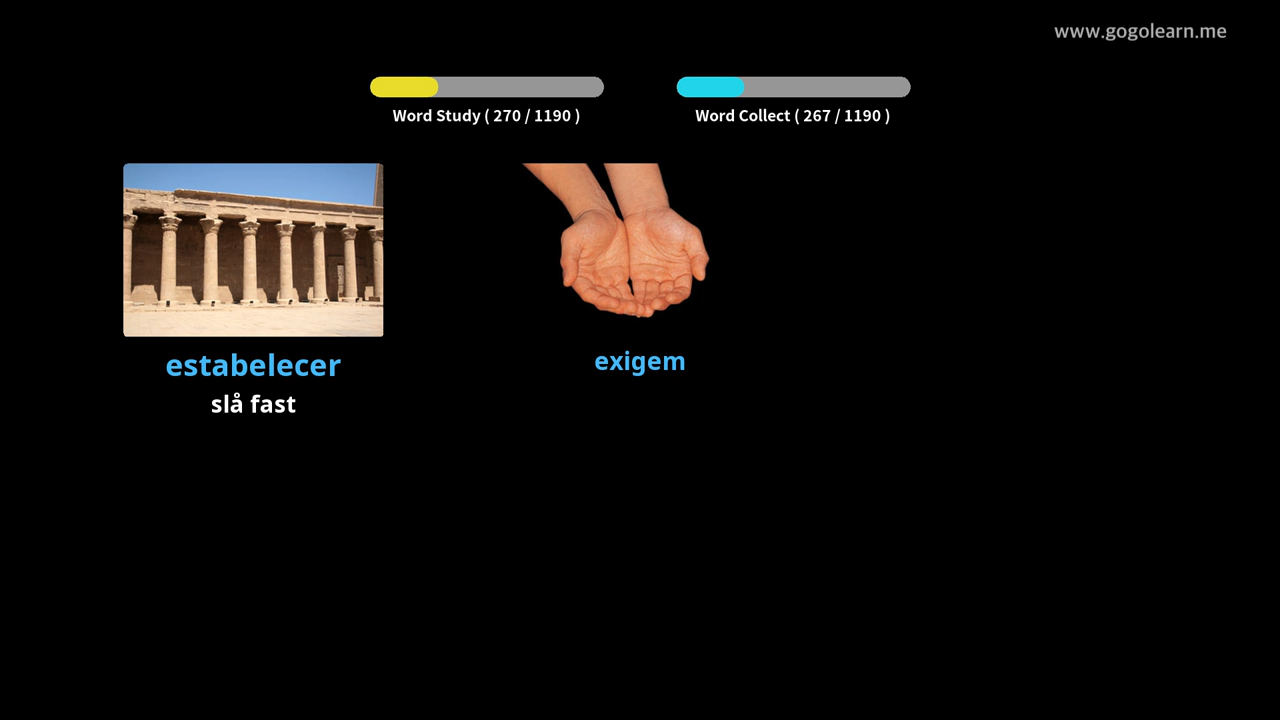 www.gogolearn.me
Word Study ( 270 / 1190 )
Word Collect ( 267 / 1190 )
estabelecer
slå fast
exigem